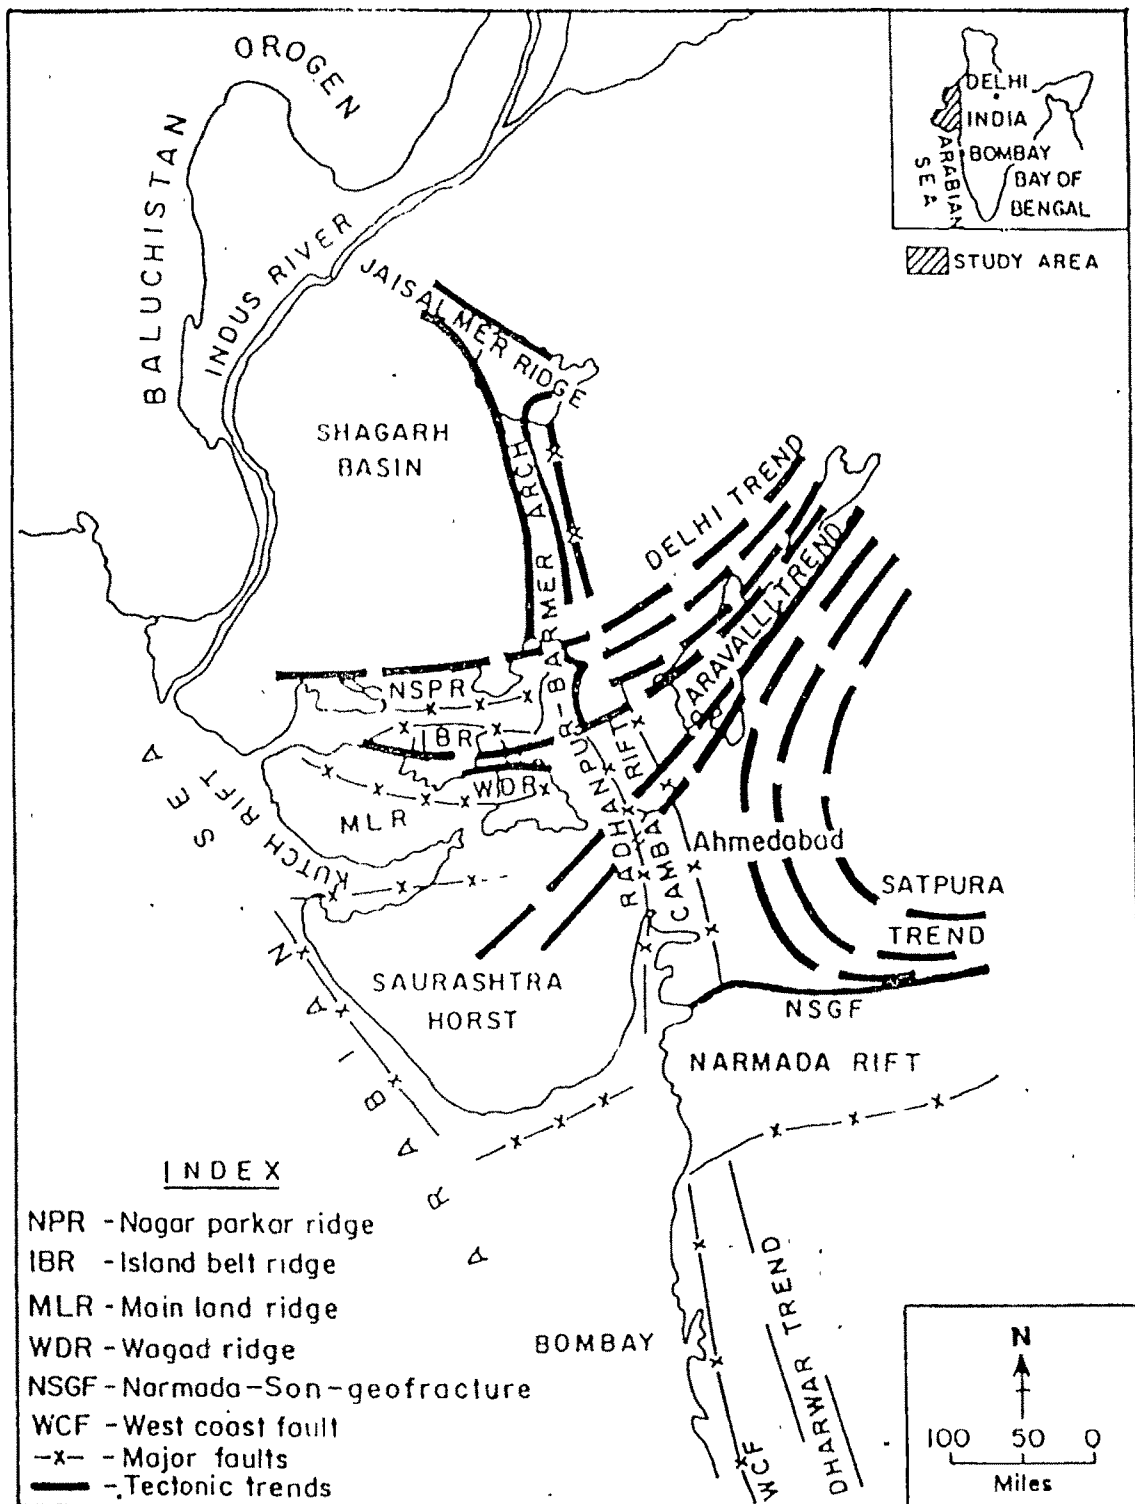 OROGEN
BALUCHISTAN
INDUS RIVER
DELHI
INDIA
BOMBAY
ARABIAN
SEA
BAY OF
BENGAL
STUDY AREA
JAISALMER RIDGE
SHAGARH
BASIN
DELHI TREND
ARAVALLI TREND
RADHANPUR-BARMER ARCH
NSPR
IBR
WDR
MLR
KUTCH RIFT
CAMBAY RIFT
Ahmedabad
SATPURA
TREND
SAURASHTRA
HORST
NSGF
NARMADA RIFT
ARABIAN SEA
BOMBAY
WCF
DHARWAR TREND
INDEX
NPR - Nagar parkar ridge
IBR - Island belt ridge
MLR - Main land ridge
WDR - Wagad ridge
NSGF - Narmada-Son-geofracture
WCF - West coast fault
-x- - Major faults
- Tectonic trends
N
100 50 0
Miles